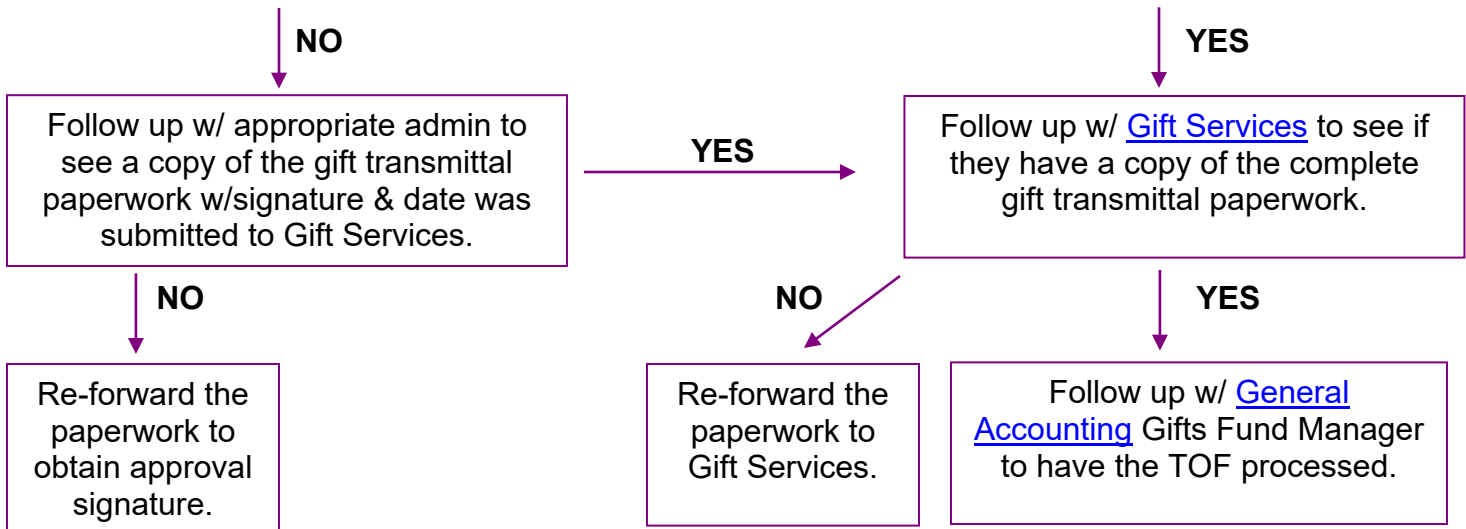 NO
YES
Follow up w/ appropriate admin to
see a copy of the gift transmittal
paperwork w/signature & date was
submitted to Gift Services.
YES
Follow up w/ Gift Services to see if
they have a copy of the complete
gift transmittal paperwork.
NO
NO
YES
Re-forward the
paperwork to
obtain approval
signature.
Re-forward the
paperwork to
Gift Services.
Follow up w/ General
Accounting Gifts Fund Manager
to have the TOF processed.